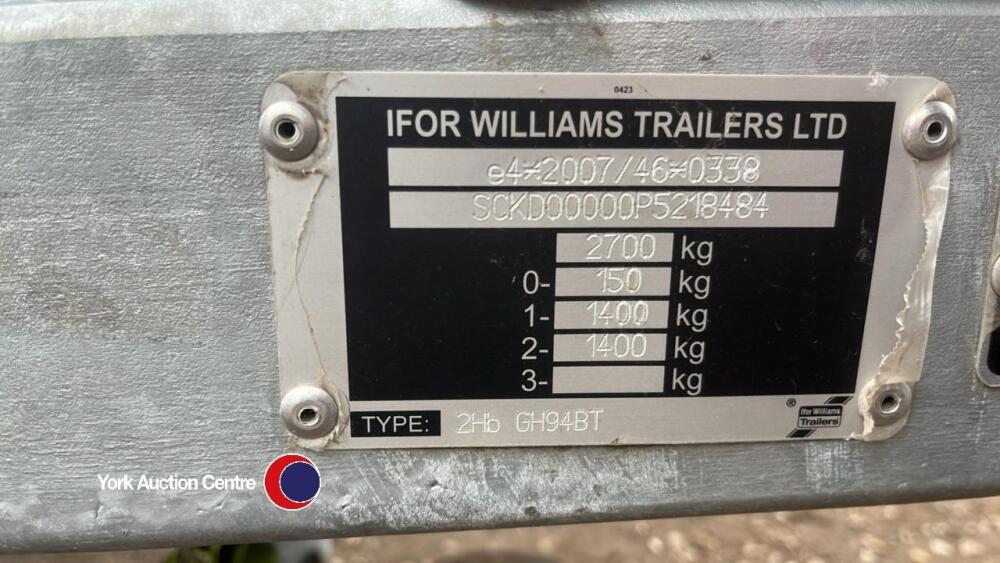 0423
IFOR WILLIAMS TRAILERS LTD
e4*2007/46*0338
SCKD00000P5218484
2700 kg
0- 150 kg
1- 1400 kg
2- 1400 kg
3- kg
TYPE: 2Hb GH94BT
® Ifor Williams
Trailers
York Auction Centre